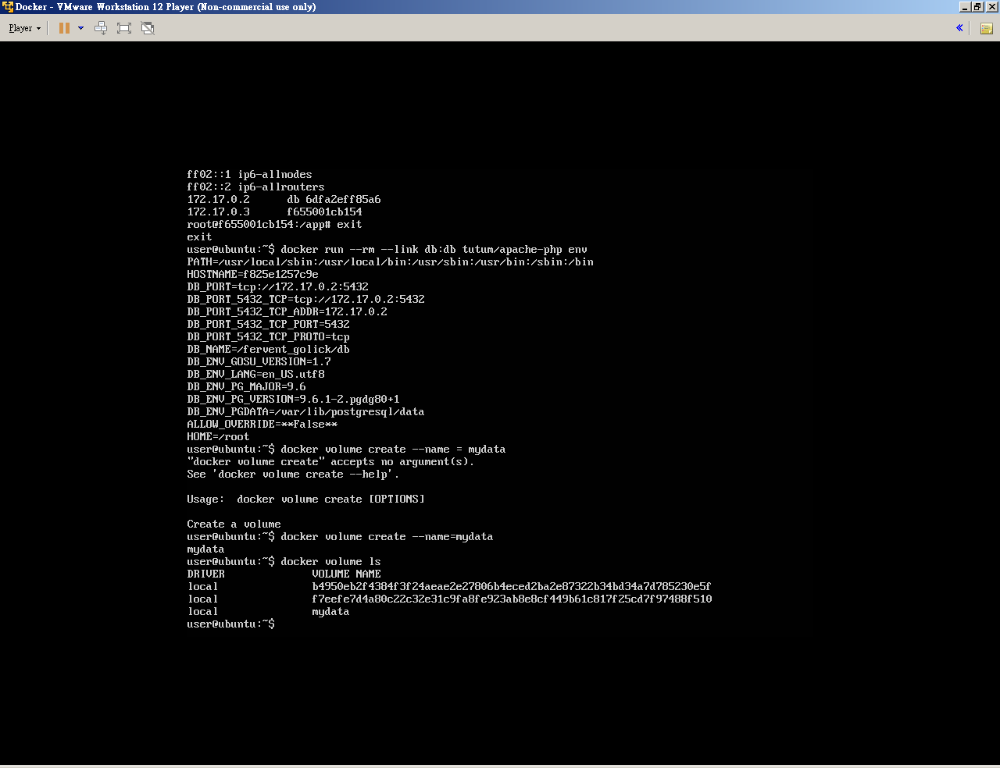 Docker - VMware Workstation 12 Player (Non-commercial use only)
Player
ff02::1 ip6-allnodes
ff02::2 ip6-allrouters
172.17.0.2      db 6dfa2eff85a6
172.17.0.3      f655001cb154
root@f655001cb154:/app# exit
exit
user@ubuntu:~$ docker run --rm --link db:db tutum/apache-php env
PATH=/usr/local/sbin:/usr/local/bin:/usr/sbin:/usr/bin:/sbin:/bin
HOSTNAME=f825e1257c9e
DB_PORT=tcp://172.17.0.2:5432
DB_PORT_5432_TCP=tcp://172.17.0.2:5432
DB_PORT_5432_TCP_ADDR=172.17.0.2
DB_PORT_5432_TCP_PORT=5432
DB_PORT_5432_TCP_PROTO=tcp
DB_NAME=/fervent_golick/db
DB_ENV_GOSU_VERSION=1.7
DB_ENV_LANG=en_US.utf8
DB_ENV_PG_MAJOR=9.6
DB_ENV_PG_VERSION=9.6.1-2.pgdg80+1
DB_ENV_PGDATA=/var/lib/postgresql/data
ALLOW_OVERRIDE=**False**
HOME=/root
user@ubuntu:~$ docker volume create --name = mydata
"docker volume create" accepts no argument(s).
See 'docker volume create --help'.
Usage:  docker volume create [OPTIONS]
Create a volume
user@ubuntu:~$ docker volume create --name=mydata
mydata
user@ubuntu:~$ docker volume ls
DRIVER              VOLUME NAME
local               b4950eb2f4384f3f24aeae2e27806b4eced2ba2e87322b34bd34a7d785230e5f
local               f7eefe7d4a80c22c32e31c9fa8fe923ab8e8cf449b61c817f25cd7f97488f510
local               mydata
user@ubuntu:~$